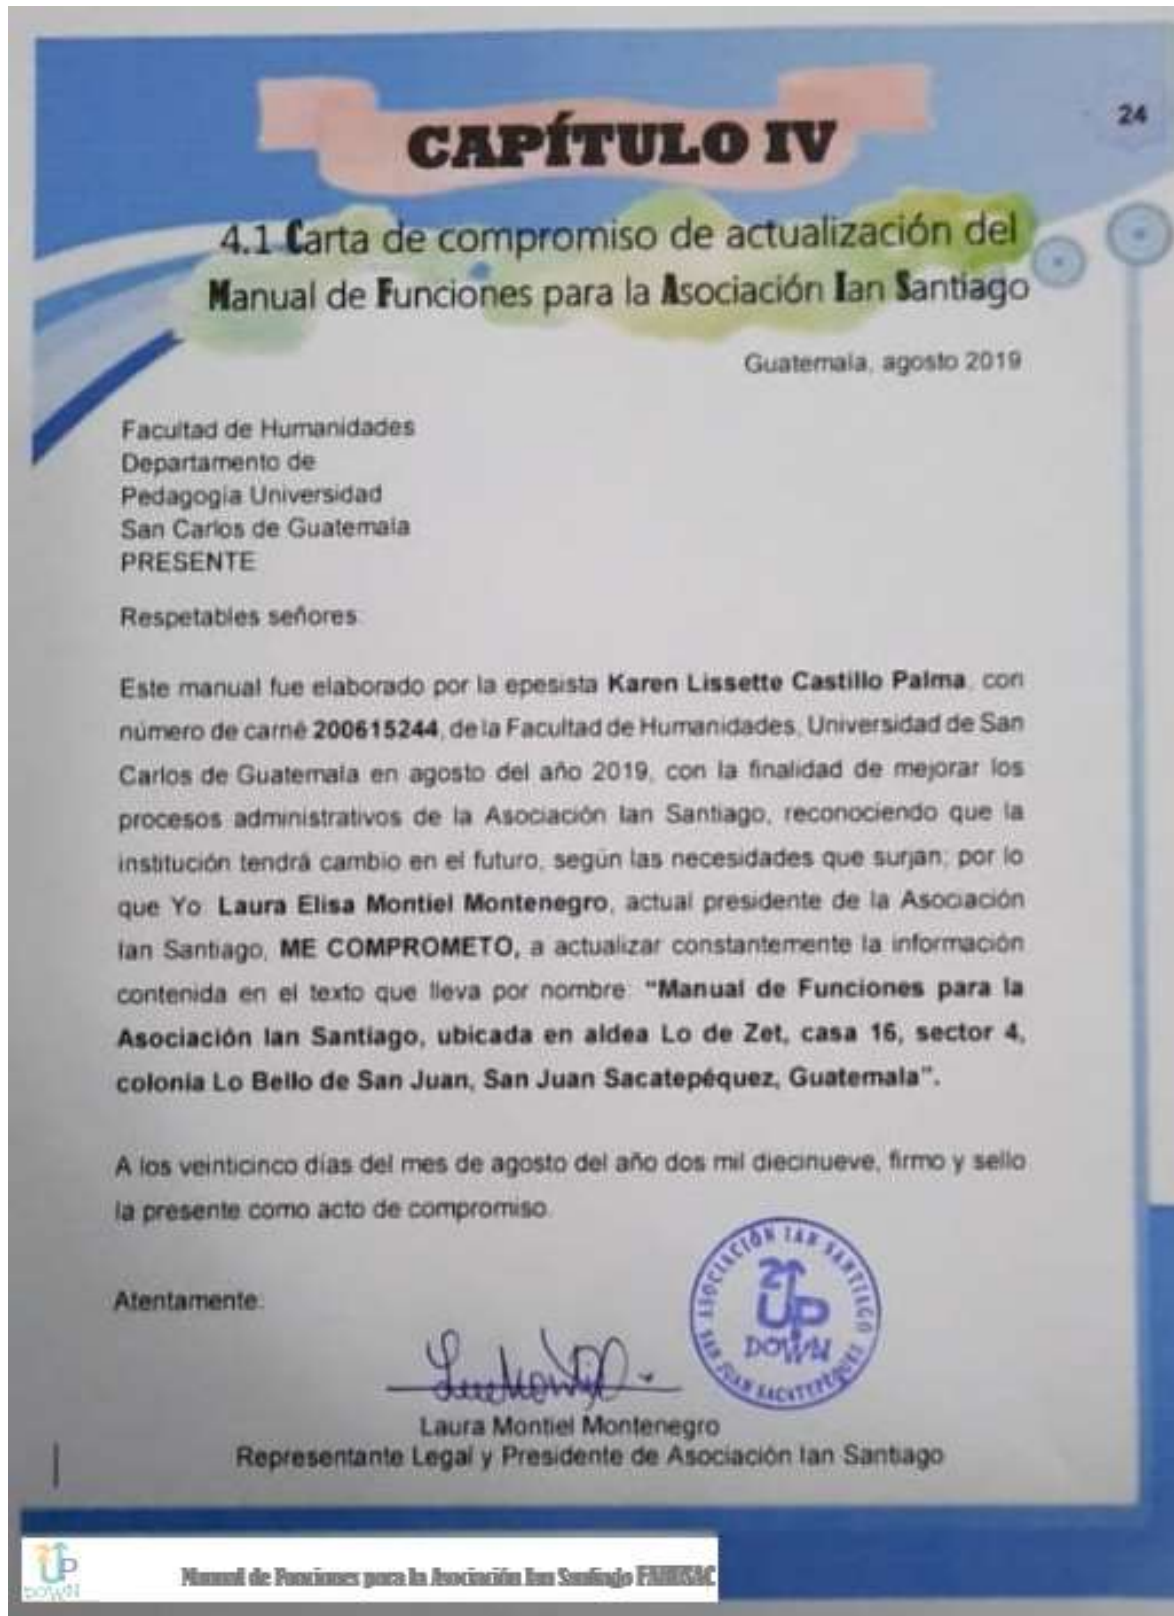 CAPÍTULO IV
24
4.1 Carta de compromiso de actualización del
Manual de Funciones para la Asociación Ian Santiago
Guatemala, agosto 2019
Facultad de Humanidades
Departamento de
Pedagogía Universidad
San Carlos de Guatemala
PRESENTE
Respetables señores:
Este manual fue elaborado por la epesista Karen Lissette Castillo Palma, con
número de carné 200615244, de la Facultad de Humanidades, Universidad de San
Carlos de Guatemala en agosto del año 2019, con la finalidad de mejorar los
procesos administrativos de la Asociación Ian Santiago, reconociendo que la
institución tendrá cambio en el futuro, según las necesidades que surjan; por lo
que Yo Laura Elisa Montiel Montenegro, actual presidente de la Asociación
Ian Santiago, ME COMPROMETO, a actualizar constantemente la información
contenida en el texto que lleva por nombre: "Manual de Funciones para la
Asociación Ian Santiago, ubicada en aldea Lo de Zet, casa 16, sector 4,
colonia Lo Bello de San Juan, San Juan Sacatepéquez, Guatemala".
A los veinticinco días del mes de agosto del año dos mil diecinueve, firmo y sello
la presente como acto de compromiso.
Atentamente:
ASOCIACIÓN IAN SANTIAGO
21
UP
DOWN
SAN JUAN SACATEPÉQUEZ
Laura Montiel Montenegro
Representante Legal y Presidente de Asociación Ian Santiago
UP
DOWN
Manual de Funciones para la Asociación Ian Santiago FAHUSAC